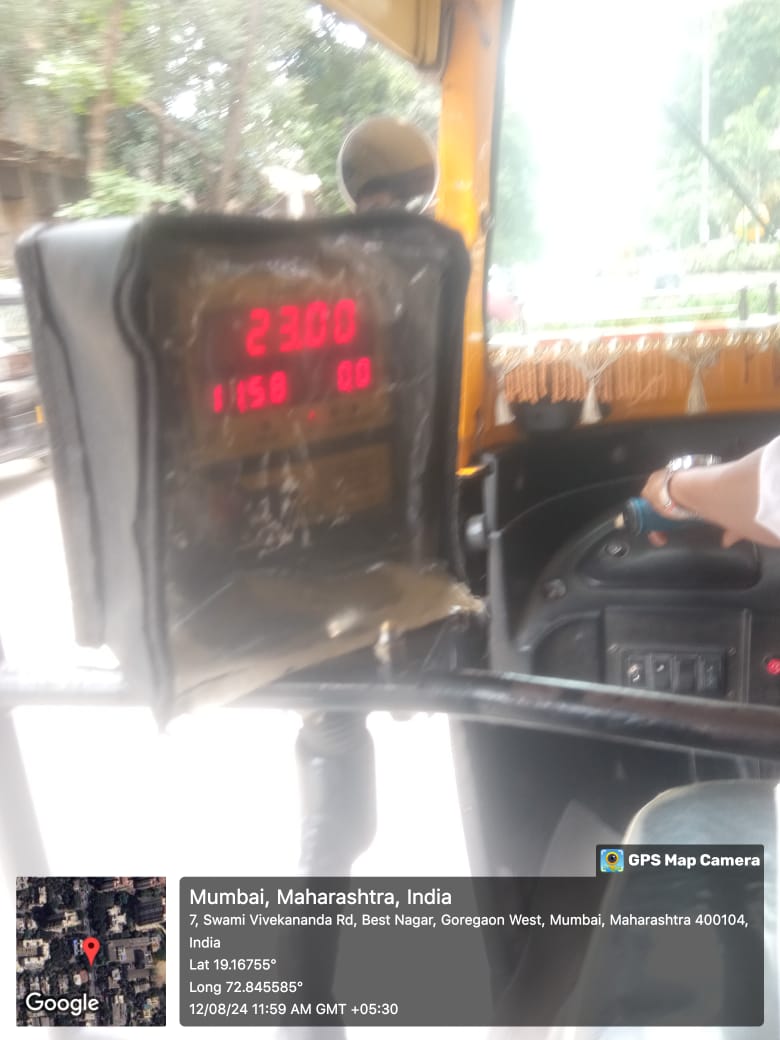 23.00
11:58 0.0
GPS Map Camera
Mumbai, Maharashtra, India
7, Swami Vivekananda Rd, Best Nagar, Goregaon West, Mumbai, Maharashtra 400104,
India
Lat 19.16755°
Long 72.845585°
12/08/24 11:59 AM GMT +05:30
Google